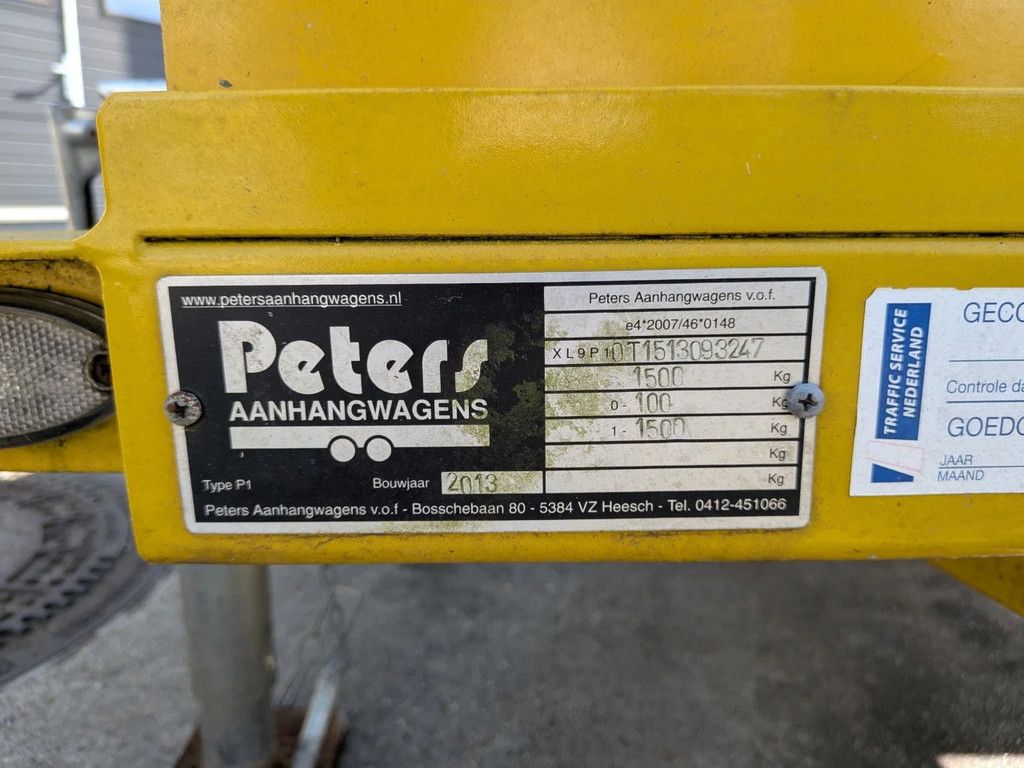 www.petersaanhangwagens.nl
Peters
AANHANGWAGENS
Type P1
Bouwjaar 2013
Peters Aanhangwagens v.o.f.
e4*2007/46*0148
XL9P10T1513093247
1500 Kg
0 - 100 Kg
1 - 1500 Kg
Kg
Kg
Peters Aanhangwagens v.o.f - Bosschebaan 80 - 5384 VZ Heesch - Tel. 0412-451066
TRAFFIC SERVICE
NEDERLAND
GECO
Controle da
GOEDO
JAAR
MAAND